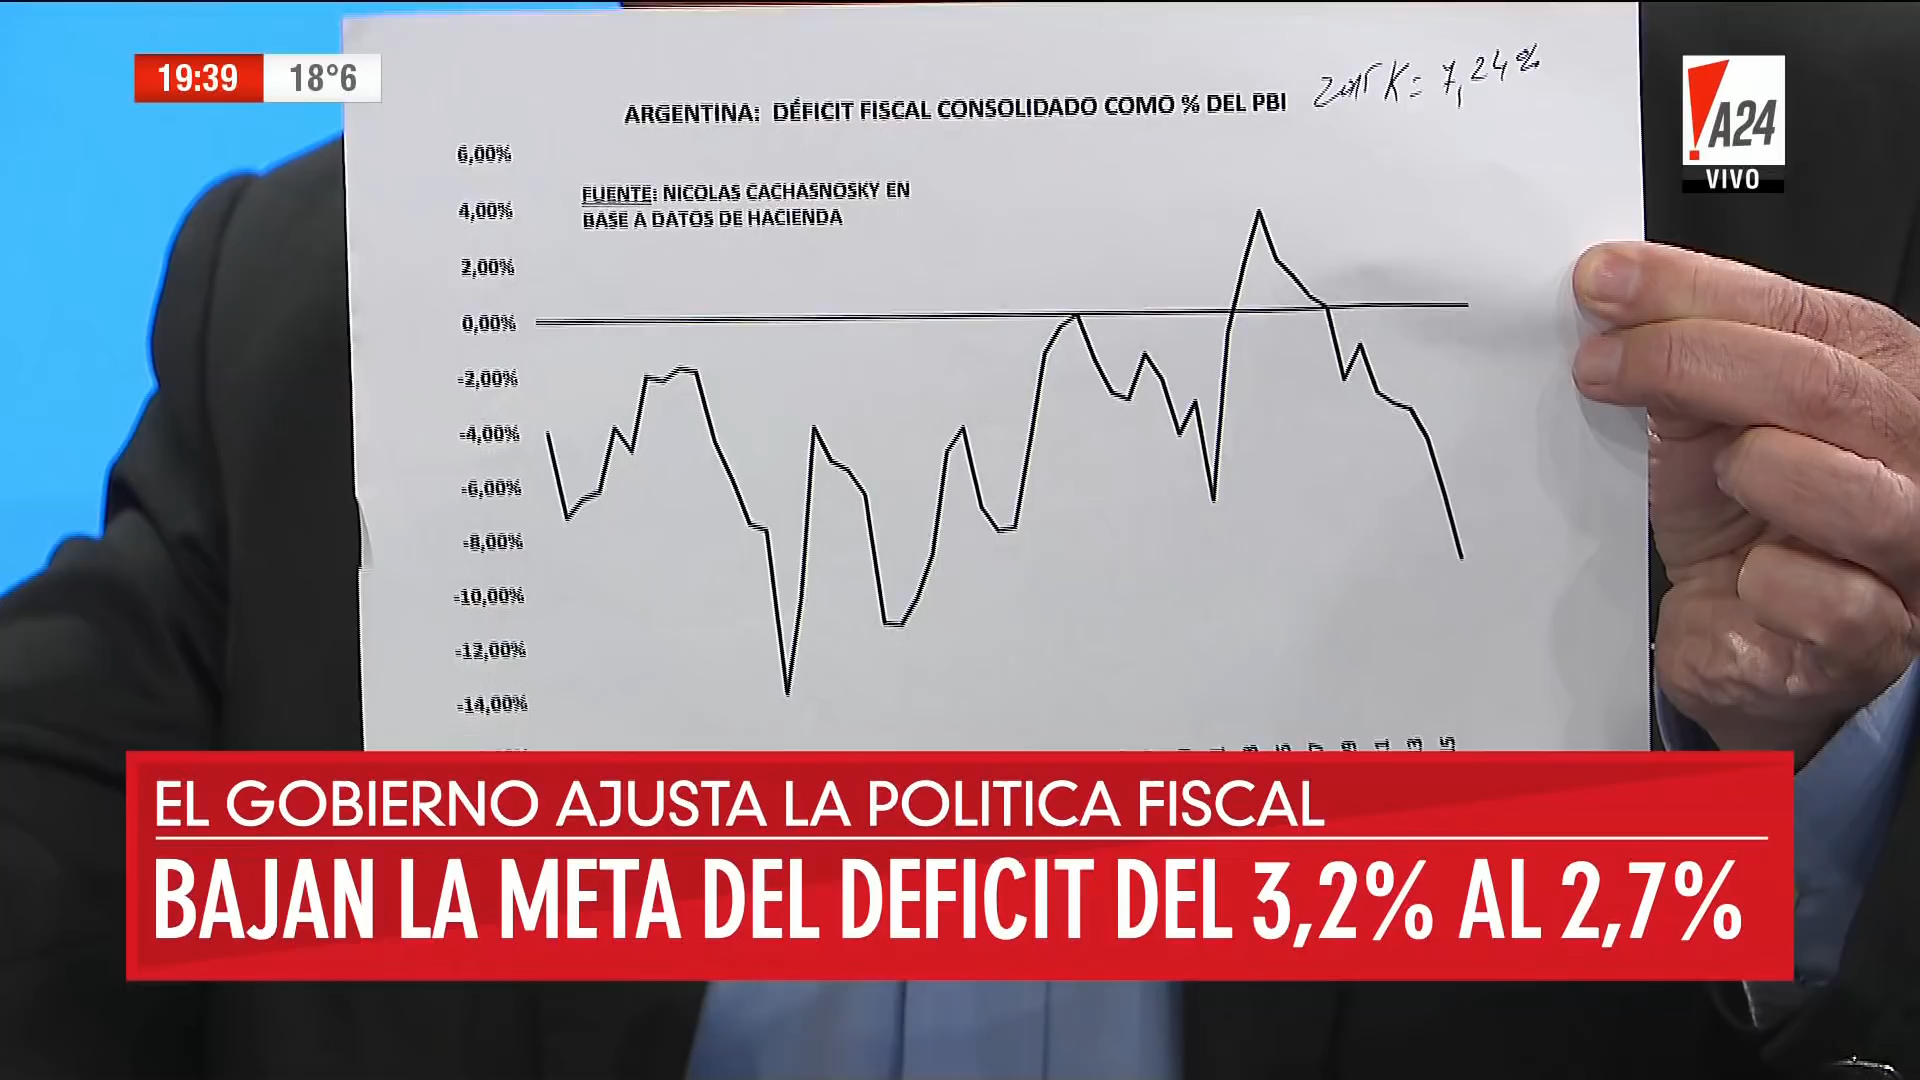 19:39 18°6
2015 K = 7,24%
ARGENTINA: DÉFICIT FISCAL CONSOLIDADO COMO % DEL PBI
A24
VIVO
6,00%
FUENTE: NICOLAS CACHASNOSKY EN
BASE A DATOS DE HACIENDA
4,00%
2,00%
0,00%
-2,00%
-4,00%
-6,00%
-8,00%
-10,00%
-12,00%
-14,00%
EL GOBIERNO AJUSTA LA POLITICA FISCAL
BAJAN LA META DEL DEFICIT DEL 3,2% AL 2,7%